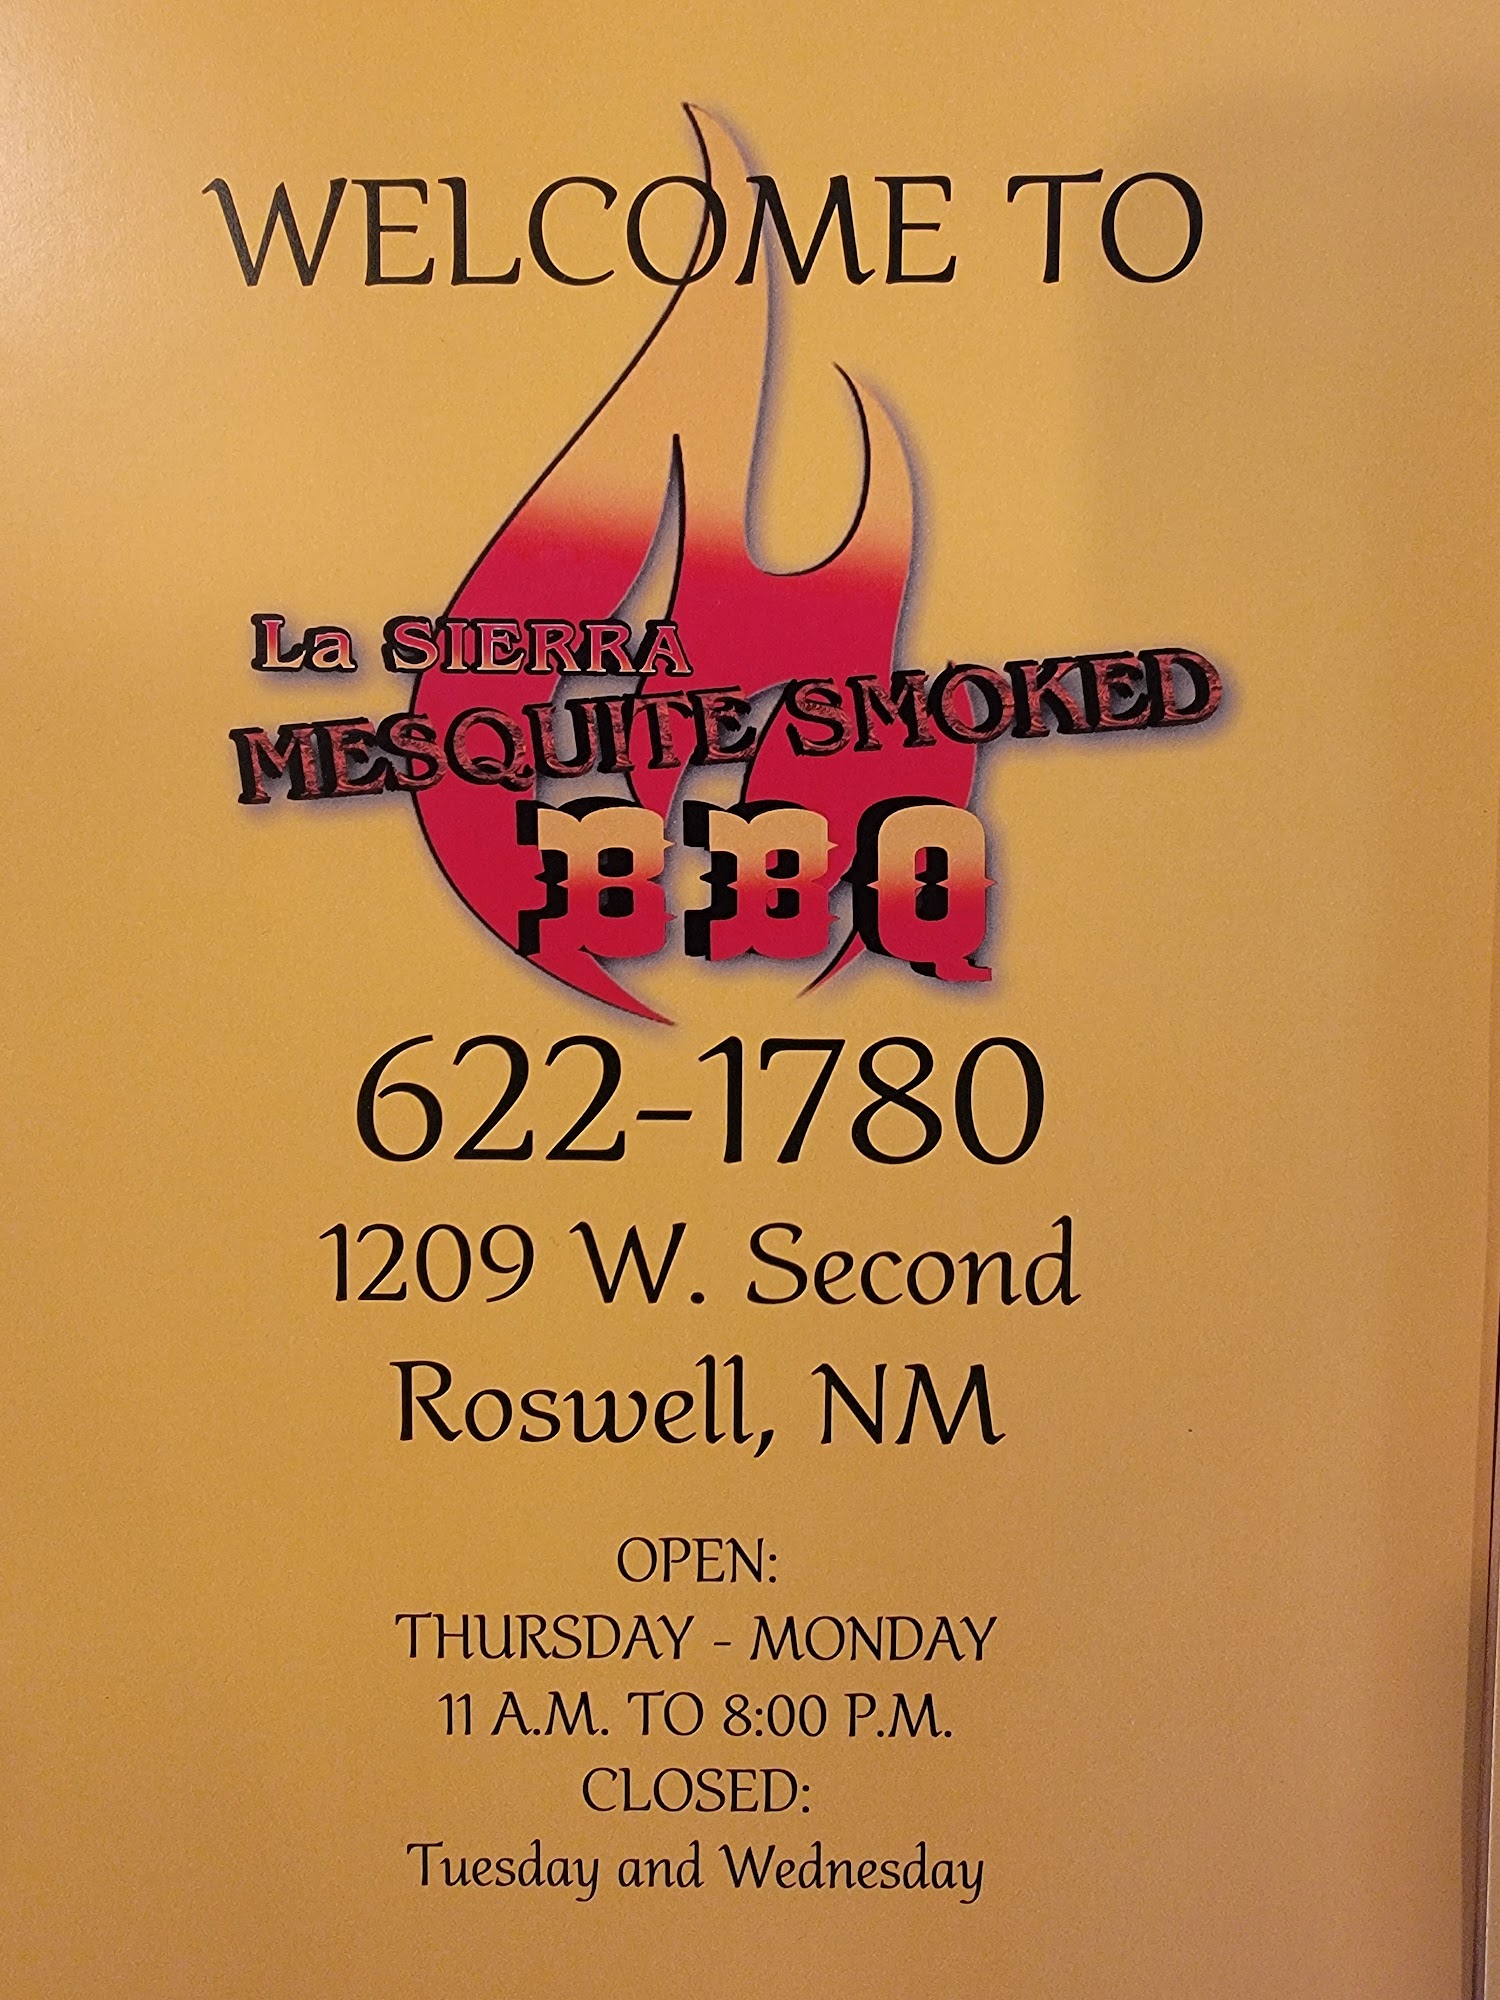 WELCOME TO
La SIERRA
MESQUITE SMOKED
BBQ
622-1780
1209 W. Second
Roswell, NM
OPEN:
THURSDAY - MONDAY
11 A.M. TO 8:00 P.M.
CLOSED:
Tuesday and Wednesday